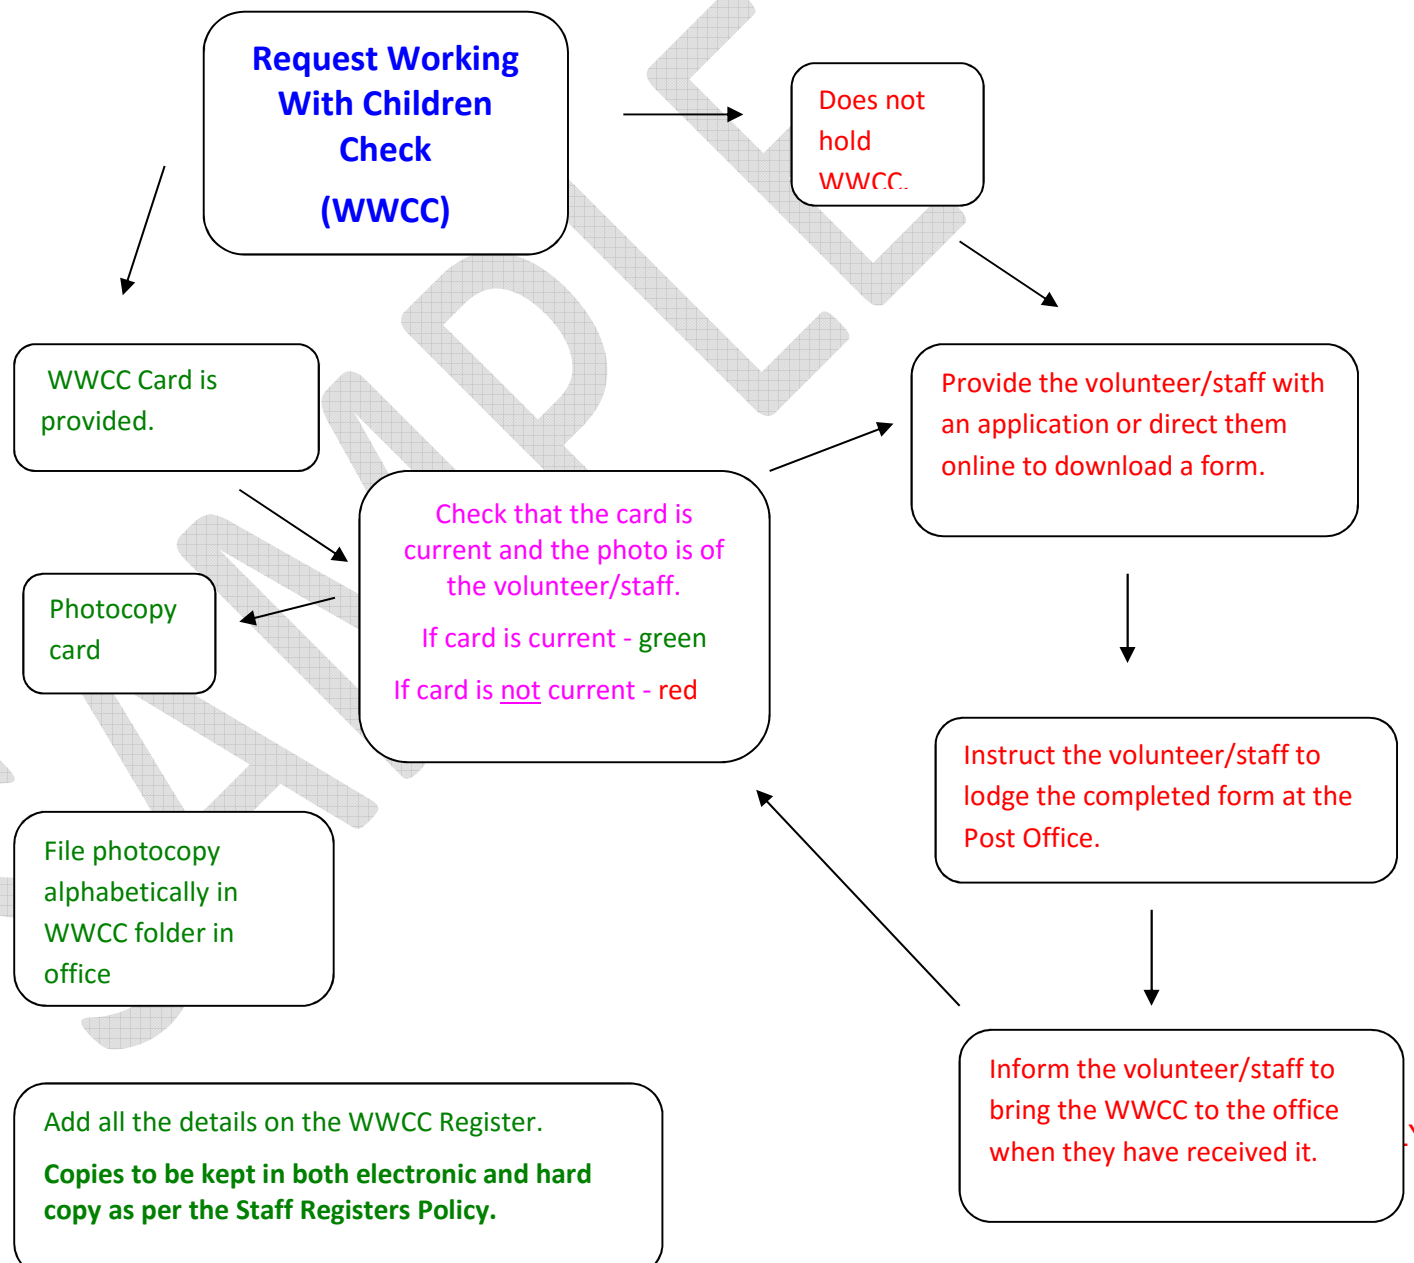 Request Working
With Children
Check
(WWCC)
Does not
hold
WWCC.
WWCC Card is
provided.
Provide the volunteer/staff with
an application or direct them
online to download a form.
Check that the card is
current and the photo is of
the volunteer/staff.
If card is current - green
If card is not current - red
Photocopy
card
Instruct the volunteer/staff to
lodge the completed form at the
Post Office.
File photocopy
alphabetically in
WWCC folder in
office
Inform the volunteer/staff to
bring the WWCC to the office
when they have received it.
Add all the details on the WWCC Register.
Copies to be kept in both electronic and hard
copy as per the Staff Registers Policy.
SAMPLE